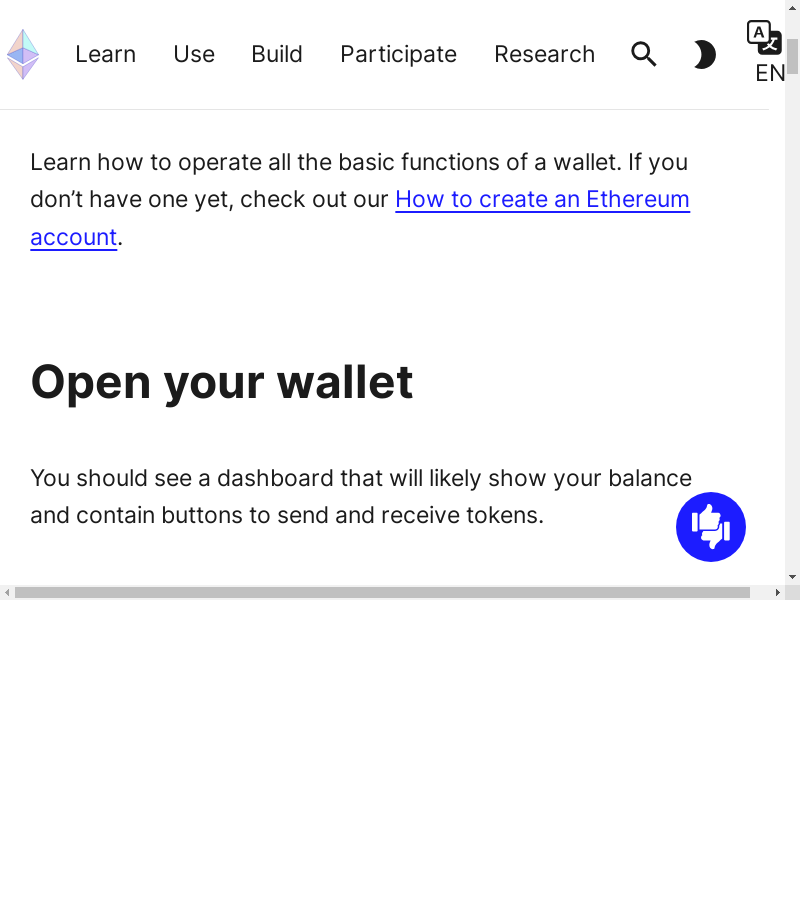 Learn Use Build Participate Research
EN
Learn how to operate all the basic functions of a wallet. If you
don’t have one yet, check out our How to create an Ethereum
account.
Open your wallet
You should see a dashboard that will likely show your balance
and contain buttons to send and receive tokens.